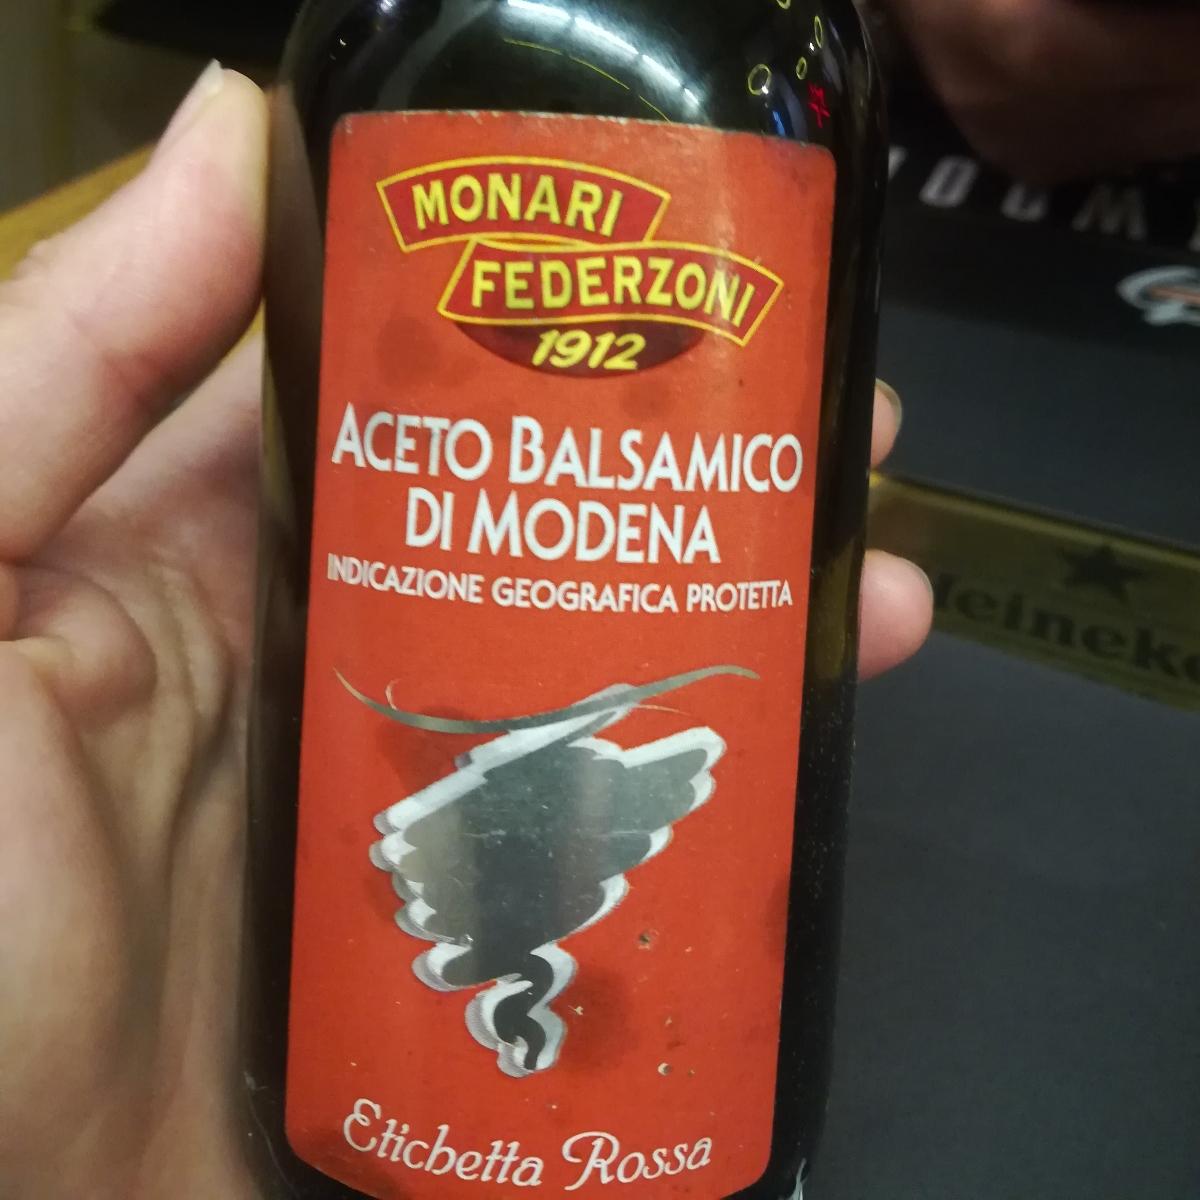 MONARI
FEDERZONI
1912
ACETO BALSAMICO
DI MODENA
INDICAZIONE GEOGRAFICA PROTETTA
Etichetta Rossa